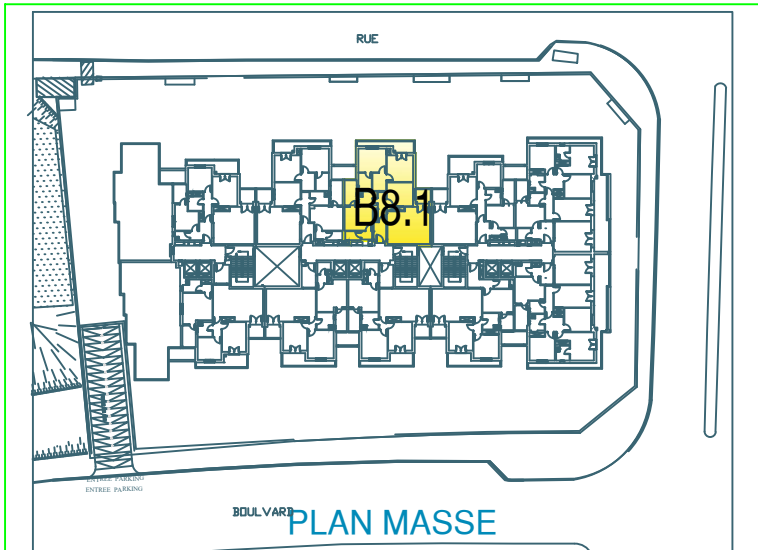 RUE
B8.1
ENTREE PARKING
ENTREE PARKING
BOULVARD
PLAN MASSE